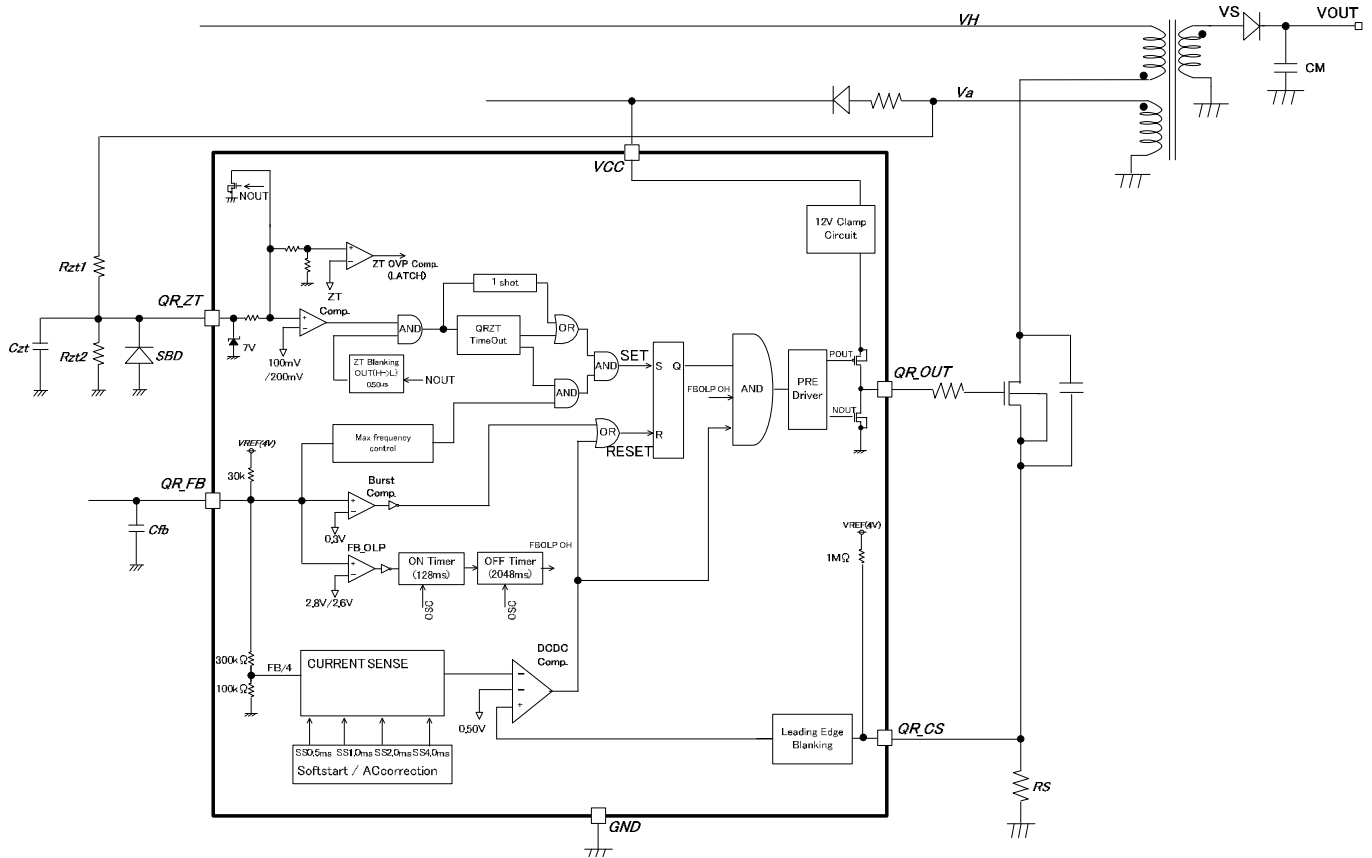 VH
VS
VOUT
CM
Va
VCC
NOUT
12V Clamp
Circuit
ZT OVP Comp.
(LATCH)
ZT
Comp.
1 shot
Rzt1
QR_ZT
Czt
Rzt2
SBD
7V
100mV
/200mV
AND
QRZT
TimeOut
OR
ZT Blanking
OUT(H->L)
0.50us
NOUT
AND
AND
SET
S
Q
R
FBOLP OH
AND
PRE
Driver
POUT
NOUT
QR_OUT
OR
RESET
Max frequency
control
VREF(4V)
30k
QR_FB
Cfb
Burst
Comp.
0.3V
FB_OLP
2.8V/2.6V
ON Timer
(128ms)
OFF Timer
(2048ms)
FBOLP OH
OSC
OSC
VREF(4V)
1MΩ
300kΩ
100kΩ
FB/4
CURRENT SENSE
DCDC
Comp.
0.50V
SS0.5ms SS1.0ms SS2.0ms SS4.0ms
Softstart / AC correction
Leading Edge
Blanking
QR_CS
RS
GND